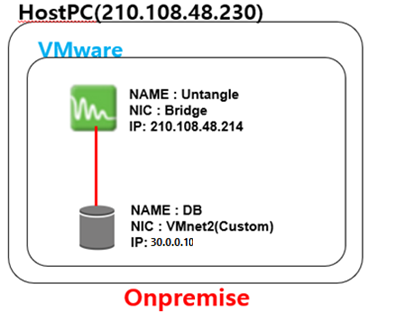 HostPC(210.108.48.230)
VMware
NAME : Untangle
NIC : Bridge
IP: 210.108.48.214
NAME : DB
NIC : VMnet2(Custom)
IP: 30.0.0.10
Onpremise